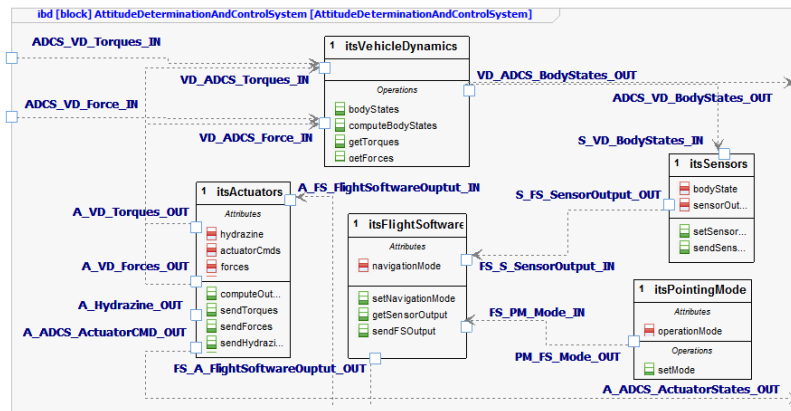 ibd [block] AttitudeDeterminationAndControlSystem [AttitudeDeterminationAndControlSystem]
ADCS_VD_Torques_IN
1 itsVehicleDynamics
VD_ADCS_Torques_IN
VD_ADCS_BodyStates_OUT
Operations
ADCS_VD_BodyStates_OUT
ADCS_VD_Force_IN
bodyStates
computeBodyStates
VD_ADCS_Force_IN
getTorques
getForces
S_VD_BodyStates_IN
1 itsSensors
1 itsActuators
A_FS_FlightSoftwareOuptut_IN
S_FS_SensorOutput_OUT
bodyState
sensorOut...
A_VD_Torques_OUT
Attributes
hydrazine
actuatorCmds
forces
1 itsFlightSoftware
Attributes
navigationMode
setSensor...
sendSens...
A_VD_Forces_OUT
FS_S_SensorOutput_IN
1 itsPointingMode
A_Hydrazine_OUT
computeOut...
sendTorques
sendForces
sendHydrazi...
setNavigationMode
getSensorOutput
sendFSOutput
FS_PM_Mode_IN
Attributes
operationMode
A_ADCS_ActuatorCMD_OUT
PM_FS_Mode_OUT
Operations
setMode
FS_A_FlightSoftwareOuptut_OUT
A_ADCS_ActuatorStates_OUT